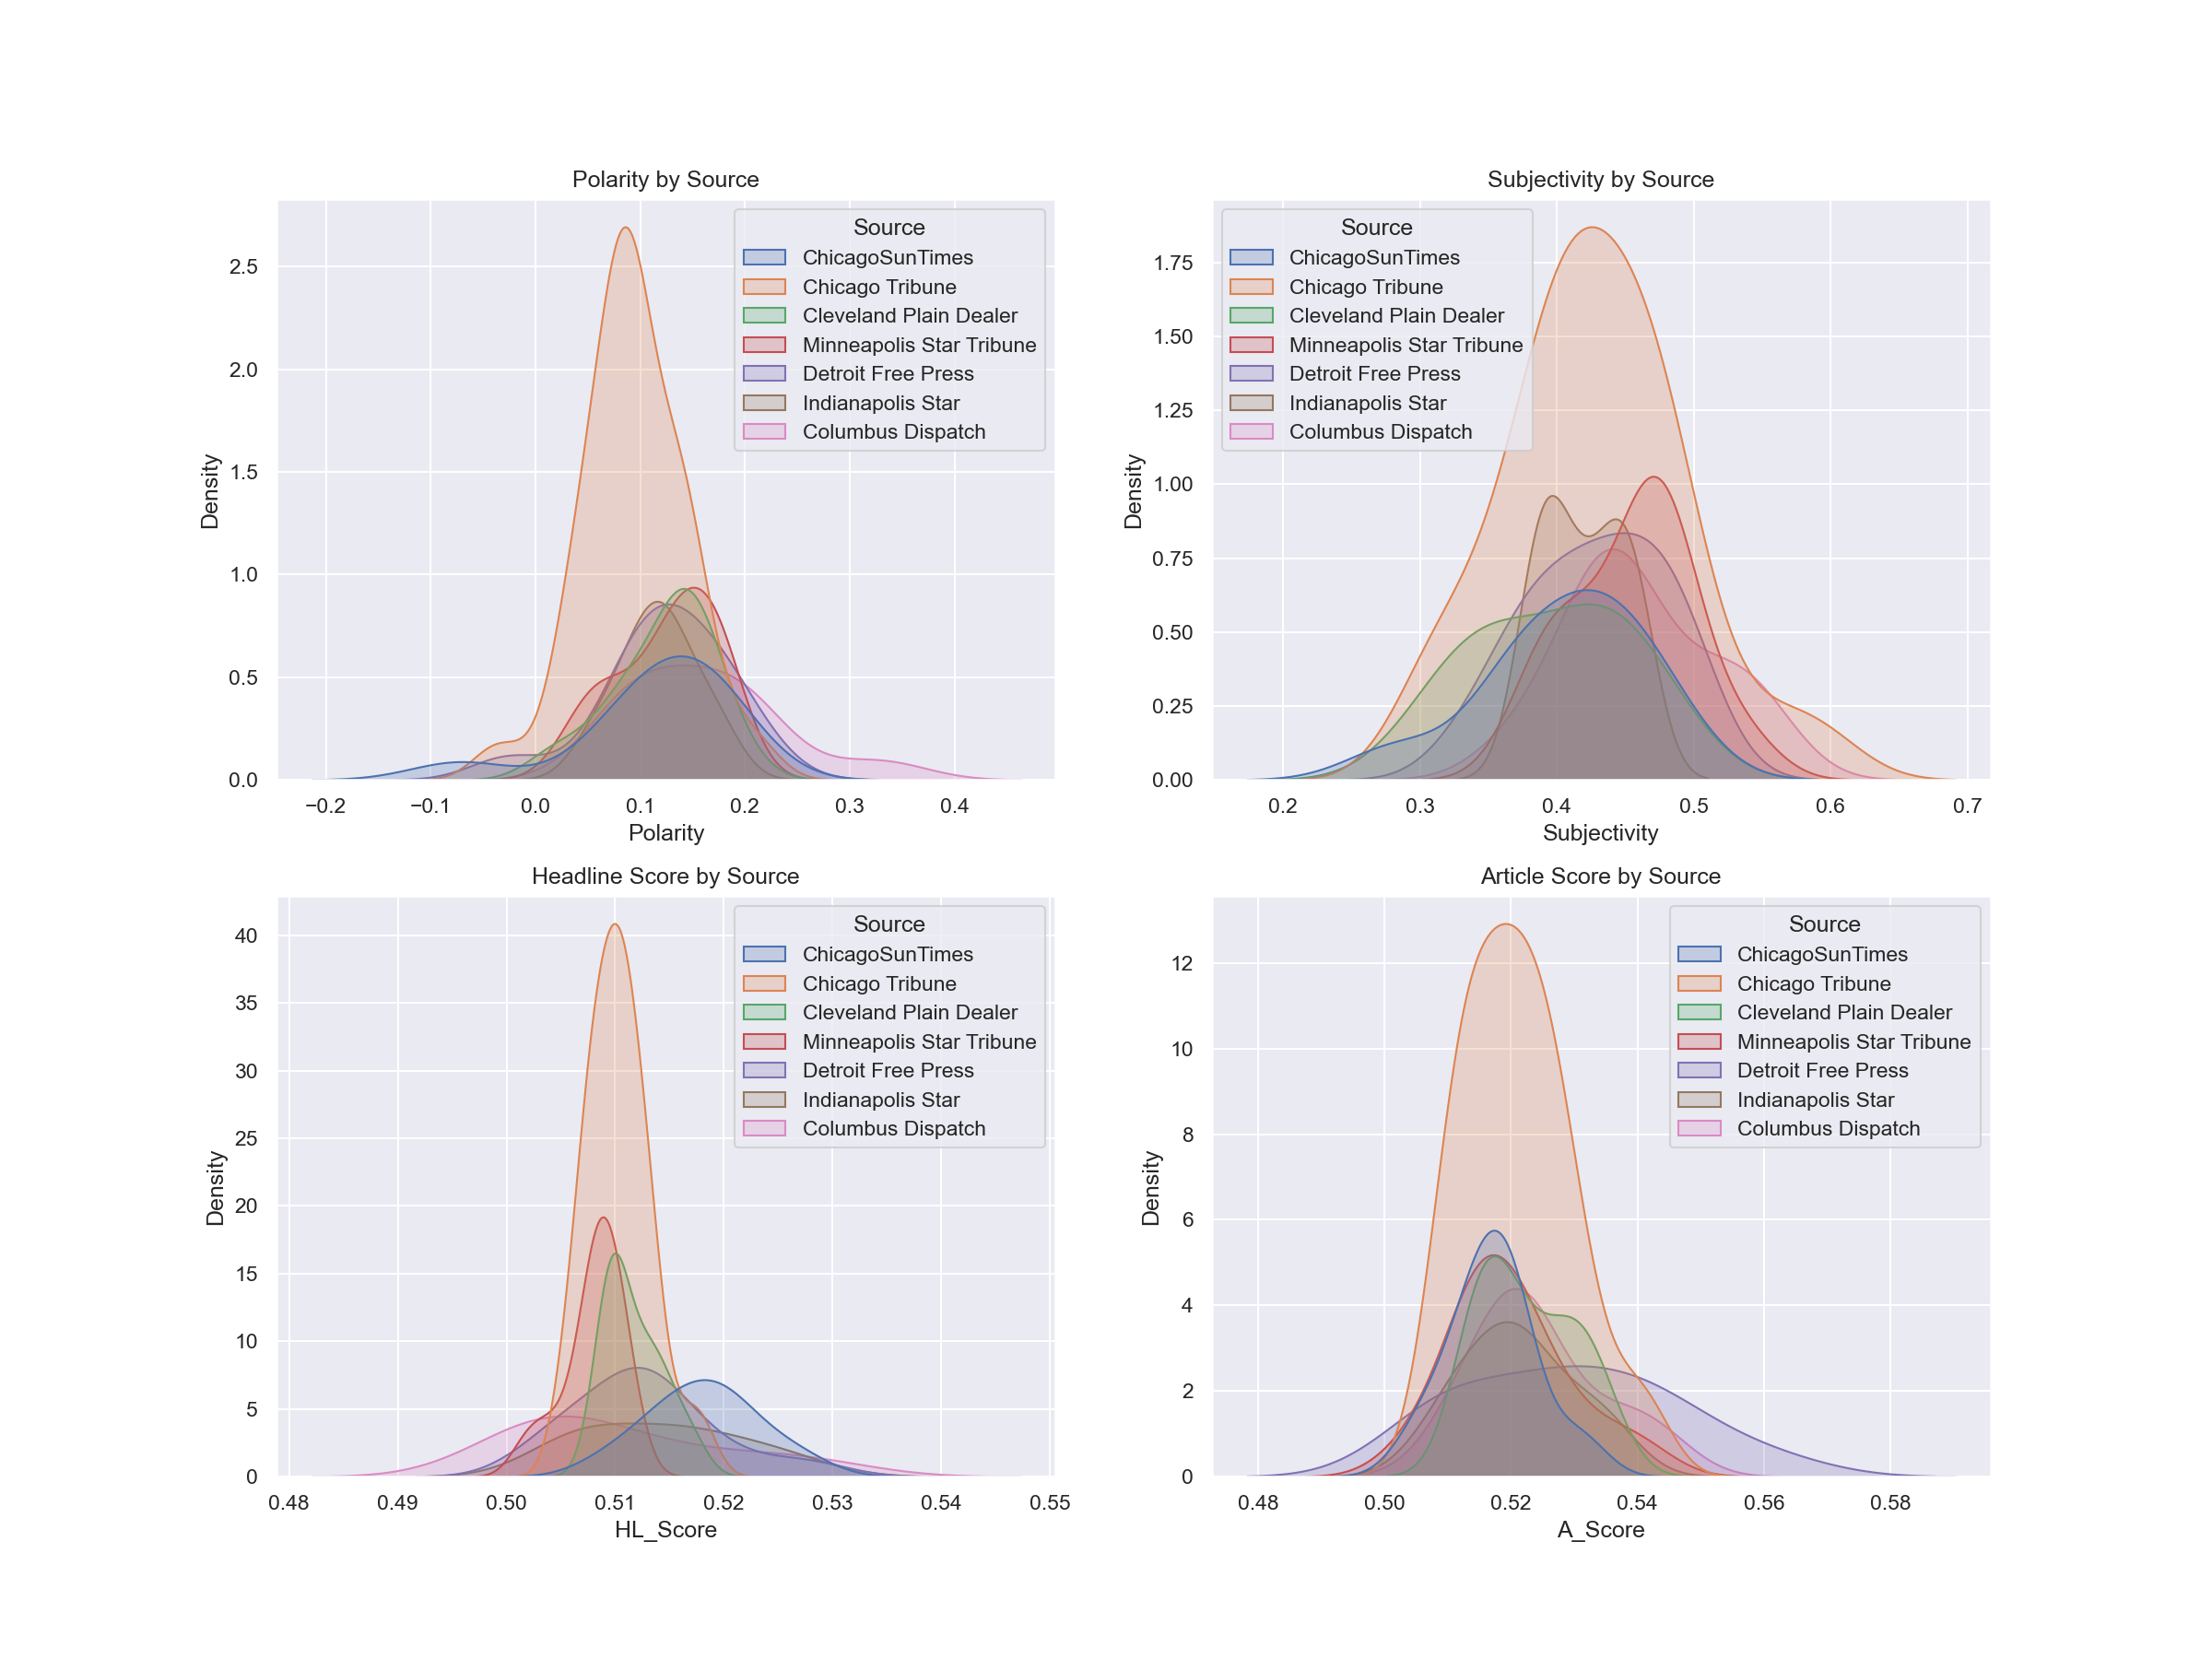 Polarity by Source
Source
ChicagoSunTimes
Chicago Tribune
Cleveland Plain Dealer
Minneapolis Star Tribune
Detroit Free Press
Indianapolis Star
Columbus Dispatch
Density
2.5
2.0
1.5
1.0
0.5
0.0
−0.2 −0.1 0.0 0.1 0.2 0.3 0.4
Polarity
Subjectivity by Source
Source
ChicagoSunTimes
Chicago Tribune
Cleveland Plain Dealer
Minneapolis Star Tribune
Detroit Free Press
Indianapolis Star
Columbus Dispatch
Density
1.75
1.50
1.25
1.00
0.75
0.50
0.25
0.00
0.2 0.3 0.4 0.5 0.6 0.7
Subjectivity
Headline Score by Source
Source
ChicagoSunTimes
Chicago Tribune
Cleveland Plain Dealer
Minneapolis Star Tribune
Detroit Free Press
Indianapolis Star
Columbus Dispatch
Density
40
35
30
25
20
15
10
5
0
0.48 0.49 0.50 0.51 0.52 0.53 0.54 0.55
HL_Score
Article Score by Source
Source
ChicagoSunTimes
Chicago Tribune
Cleveland Plain Dealer
Minneapolis Star Tribune
Detroit Free Press
Indianapolis Star
Columbus Dispatch
Density
12
10
8
6
4
2
0
0.48 0.50 0.52 0.54 0.56 0.58
A_Score